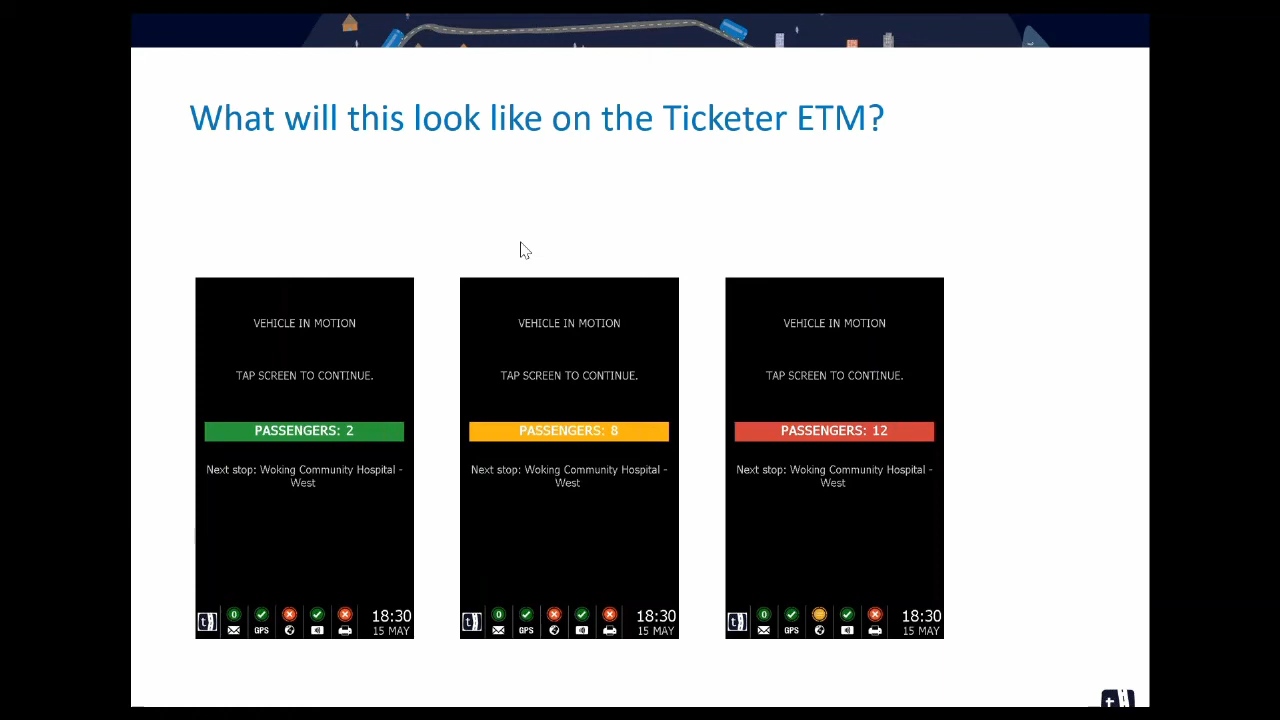 What will this look like on the Ticketer ETM?
VEHICLE IN MOTION
TAP SCREEN TO CONTINUE.
PASSENGERS: 2
Next stop: Woking Community Hospital -
West
0
GPS
18:30
15 MAY
VEHICLE IN MOTION
TAP SCREEN TO CONTINUE.
PASSENGERS: 8
Next stop: Woking Community Hospital -
West
0
GPS
18:30
15 MAY
VEHICLE IN MOTION
TAP SCREEN TO CONTINUE.
PASSENGERS: 12
Next stop: Woking Community Hospital -
West
0
GPS
18:30
15 MAY
t